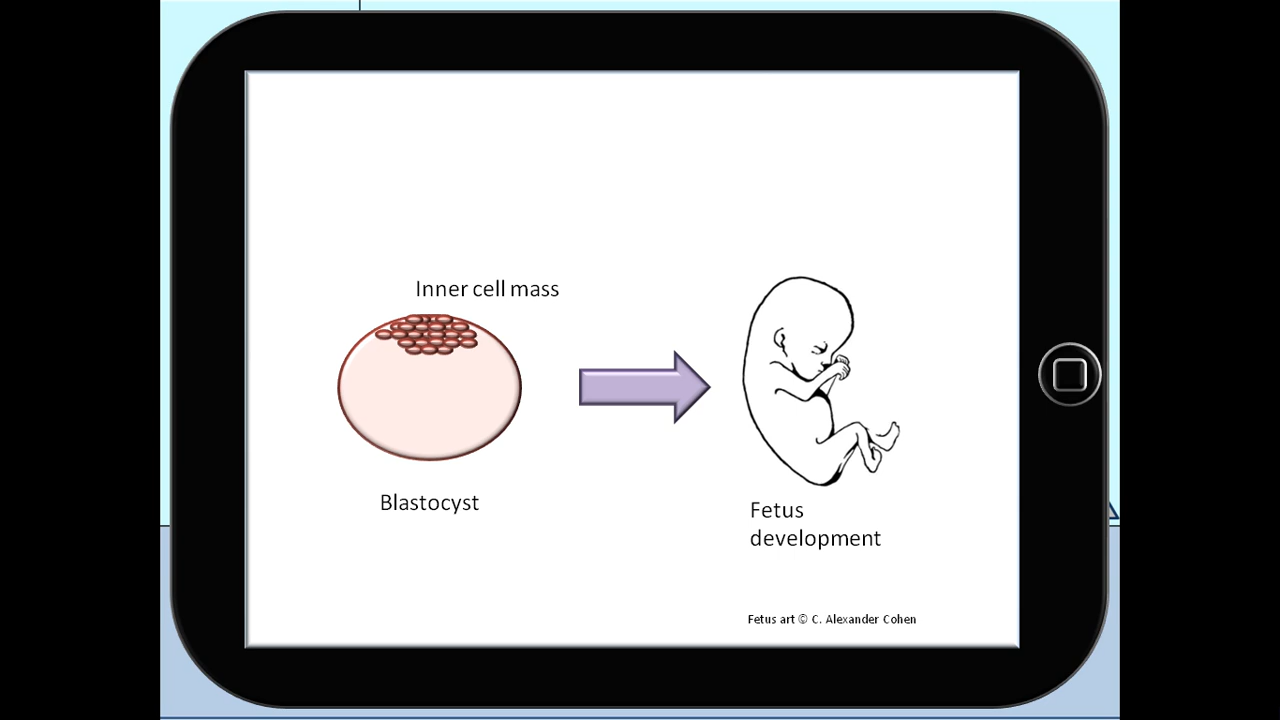 Inner cell mass
Blastocyst
Fetus
development
Fetus art © C. Alexander Cohen